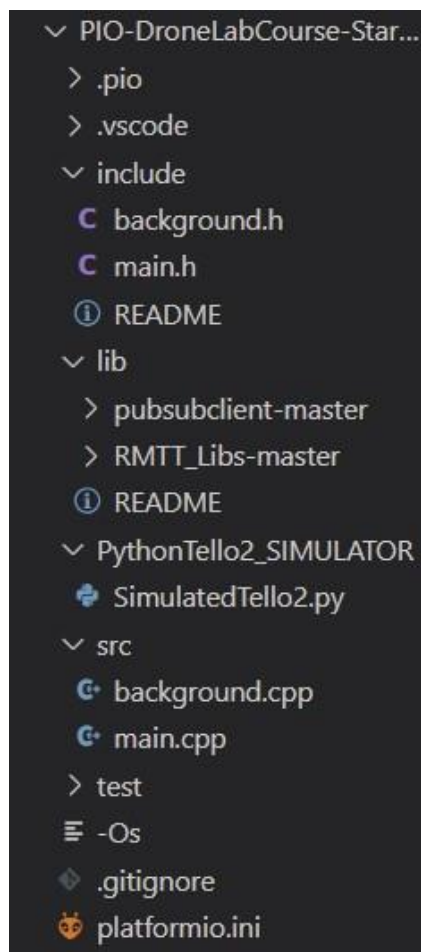 PIO-DroneLabCourse-Star...
.pio
.vscode
include
C background.h
C main.h
README
lib
pubsubclient-master
RMTT_Libs-master
README
PythonTello2_SIMULATOR
SimulatedTello2.py
src
background.cpp
main.cpp
test
-Os
.gitignore
platformio.ini